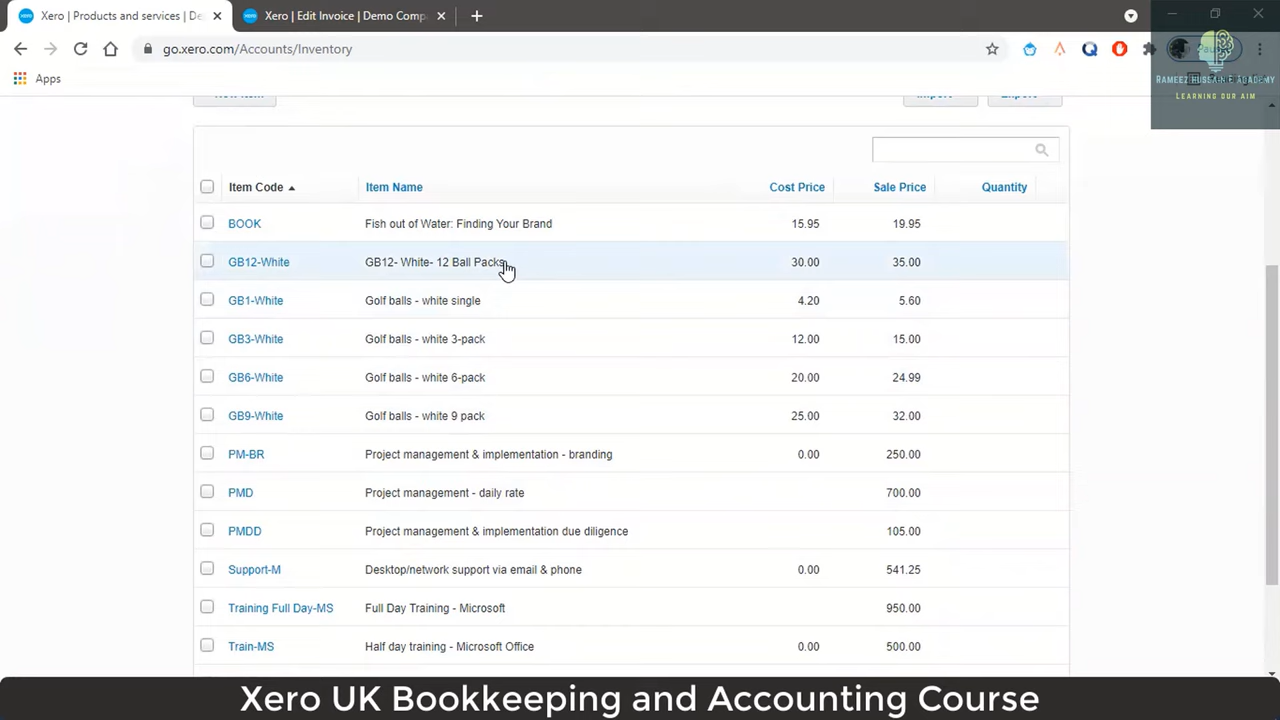 Xero | Products and services | De
Xero | Edit Invoice | Demo Comp
go.xero.com/Accounts/Inventory
Apps
RAMEEZ HUSSAIN E ACADEMY
LEARNING OUR AIM
New Item
Import
Export
Item Code Item Name Cost Price Sale Price Quantity
BOOK Fish out of Water: Finding Your Brand 15.95 19.95
GB12-White GB12- White- 12 Ball Packs 30.00 35.00
GB1-White Golf balls - white single 4.20 5.60
GB3-White Golf balls - white 3-pack 12.00 15.00
GB6-White Golf balls - white 6-pack 20.00 24.99
GB9-White Golf balls - white 9 pack 25.00 32.00
PM-BR Project management & implementation - branding 0.00 250.00
PMD Project management - daily rate 700.00
PMDD Project management & implementation due diligence 105.00
Support-M Desktop/network support via email & phone 0.00 541.25
Training Full Day-MS Full Day Training - Microsoft 950.00
Train-MS Half day training - Microsoft Office 0.00 500.00
Xero UK Bookkeeping and Accounting Course